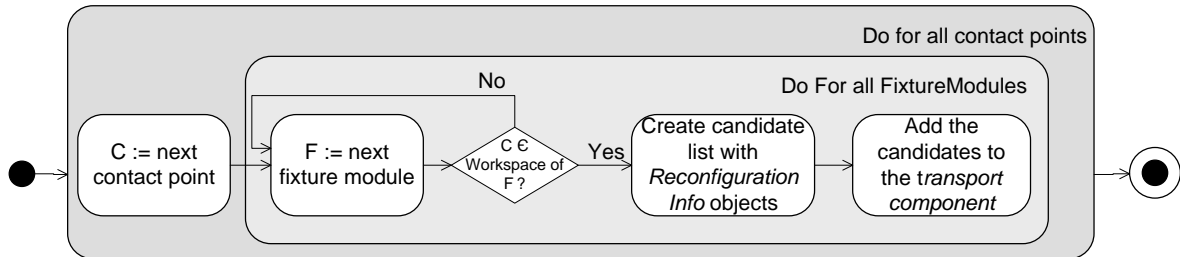 Do for all contact points
Do For all FixtureModules
No
C := next
contact point
F := next
fixture module
C Є
Workspace of
F ?
Yes
Create candidate
list with
Reconfiguration
Info objects
Add the
candidates to
the transport
component